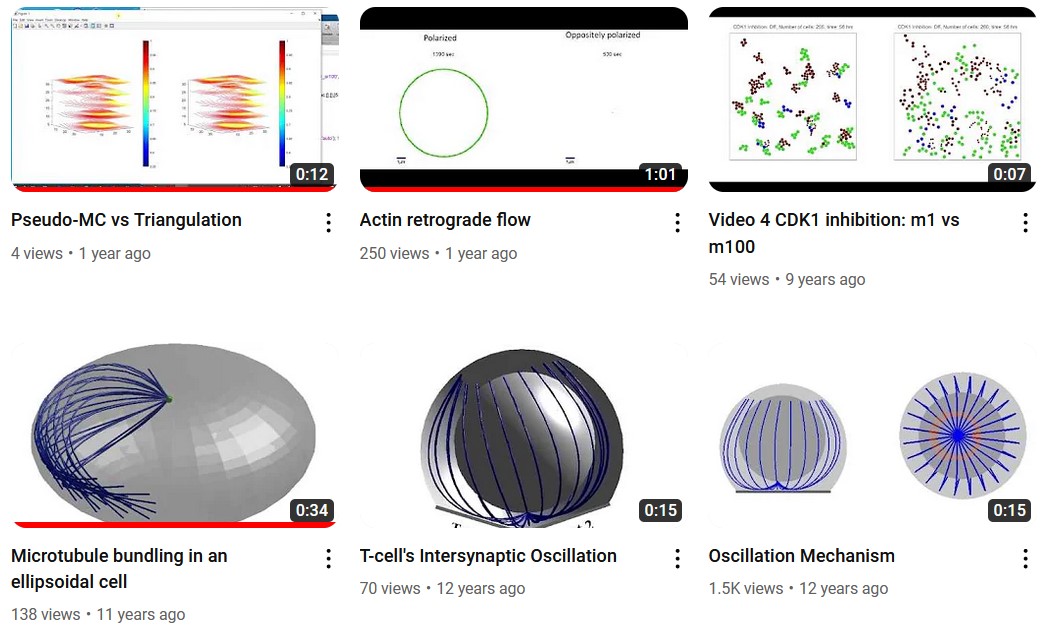 Polarized
Oppositely polarized
1390 sec
CDK1 Inhibition: Diff, Number of cells: 200, time: 58 hrs
CDK1 Inhibition: Diff, Number of cells: 200, time: 58 hrs
0:12
1:01
0:07
Pseudo-MC vs Triangulation
Actin retrograde flow
Video 4 CDK1 inhibition: m1 vs
m100
4 views • 1 year ago
250 views • 1 year ago
54 views • 9 years ago
0:34
0:15
0:15
Microtubule bundling in an
ellipsoidal cell
T-cell's Intersynaptic Oscillation
Oscillation Mechanism
138 views • 11 years ago
70 views • 12 years ago
1.5K views • 12 years ago